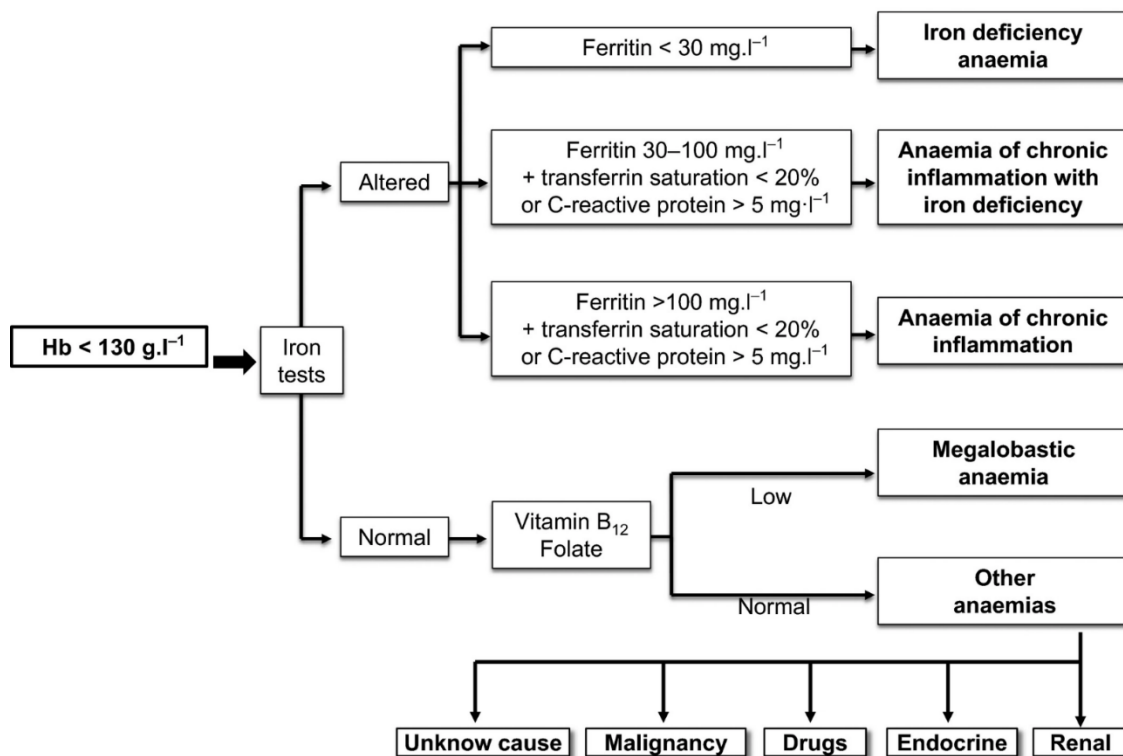 Ferritin < 30 mg.l⁻¹
Iron deficiency
anaemia
Altered
Ferritin 30–100 mg.l⁻¹
+ transferrin saturation < 20%
or C-reactive protein > 5 mg·l⁻¹
Anaemia of chronic
inflammation with
iron deficiency
Ferritin >100 mg.l⁻¹
+ transferrin saturation < 20%
or C-reactive protein > 5 mg.l⁻¹
Anaemia of chronic
inflammation
Hb < 130 g.l⁻¹
Iron
tests
Normal
Vitamin B₁₂
Folate
Low
Megalobastic
anaemia
Normal
Other
anaemias
Unknow cause
Malignancy
Drugs
Endocrine
Renal